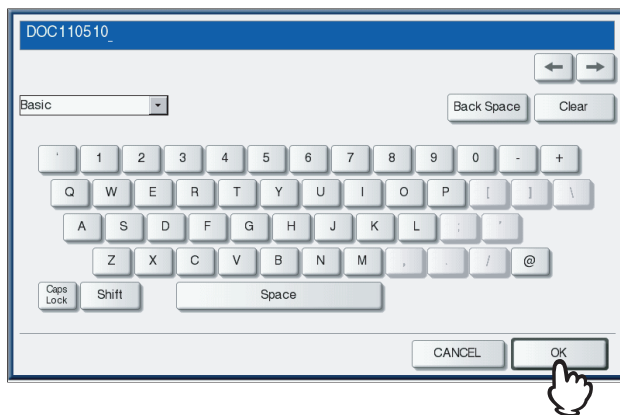 DOC110510_
← →
Basic Back Space Clear
` 1 2 3 4 5 6 7 8 9 0 - +
Q W E R T Y U I O P [ ] \
A S D F G H J K L ; '
Z X C V B N M , . / @
Caps Lock Shift Space
CANCEL OK